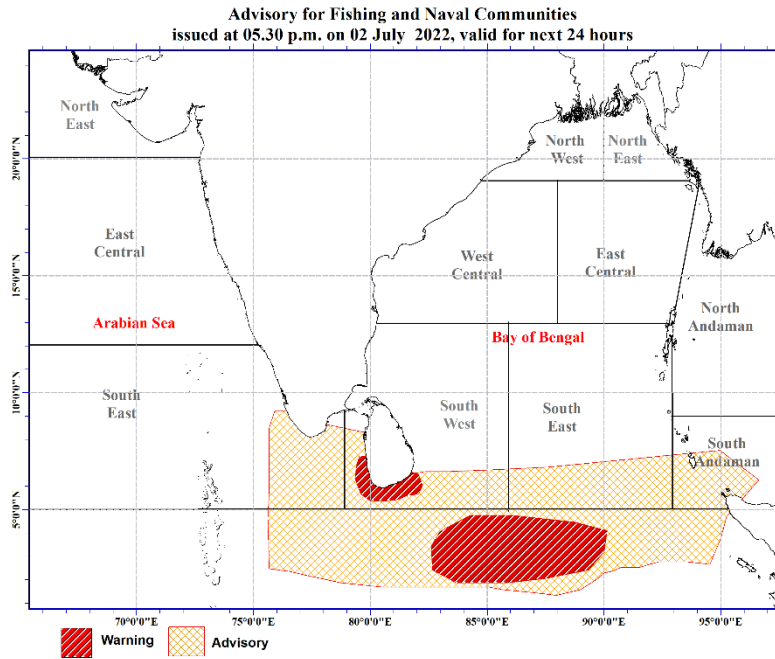 Advisory for Fishing and Naval Communities
issued at 05.30 p.m. on 02 July 2022, valid for next 24 hours
North
East
North
West
North
East
20°0'0"N
East
Central
West
Central
East
Central
15°0'0"N
Arabian Sea
North
Andaman
Bay of Bengal
10°0'0"N
South
East
South
West
South
East
South
Andaman
5°0'0"N
70°0'0"E
75°0'0"E
80°0'0"E
85°0'0"E
90°0'0"E
95°0'0"E
Warning
Advisory